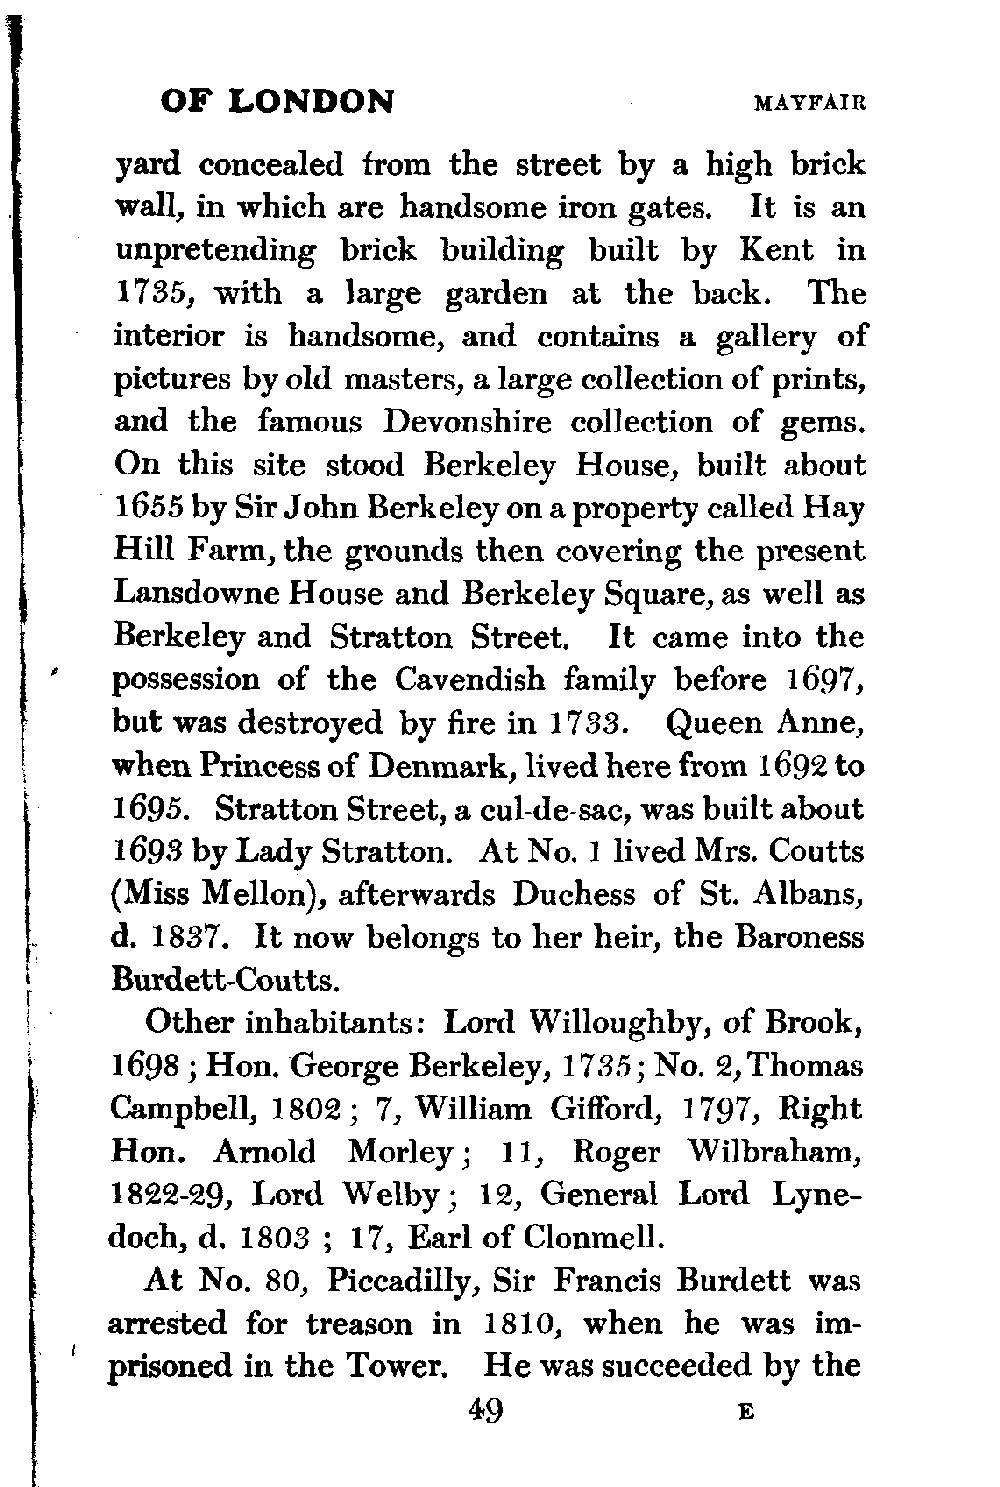 OF LONDON MAYFAIR
yard concealed from the street by a high brick
wall, in which are handsome iron gates. It is an
unpretending brick building built by Kent in
1735, with a large garden at the back. The
interior is handsome, and contains a gallery of
pictures by old masters, a large collection of prints,
and the famous Devonshire collection of gems.
On this site stood Berkeley House, built about
1655 by Sir John Berkeley on a property called Hay
Hill Farm, the grounds then covering the present
Lansdowne House and Berkeley Square, as well as
Berkeley and Stratton Street. It came into the
possession of the Cavendish family before 1697,
but was destroyed by fire in 1733. Queen Anne,
when Princess of Denmark, lived here from 1692 to
1695. Stratton Street, a cul-de-sac, was built about
1693 by Lady Stratton. At No. 1 lived Mrs. Coutts
(Miss Mellon), afterwards Duchess of St. Albans,
d. 1837. It now belongs to her heir, the Baroness
Burdett-Coutts.
Other inhabitants: Lord Willoughby, of Brook,
1698 ; Hon. George Berkeley, 1735; No. 2, Thomas
Campbell, 1802 ; 7, William Gifford, 1797, Right
Hon. Arnold Morley ; 11, Roger Wilbraham,
1822-29, Lord Welby ; 12, General Lord Lyne-
doch, d. 1803 ; 17, Earl of Clonmell.
At No. 80, Piccadilly, Sir Francis Burdett was
arrested for treason in 1810, when he was im-
prisoned in the Tower. He was succeeded by the
49 E